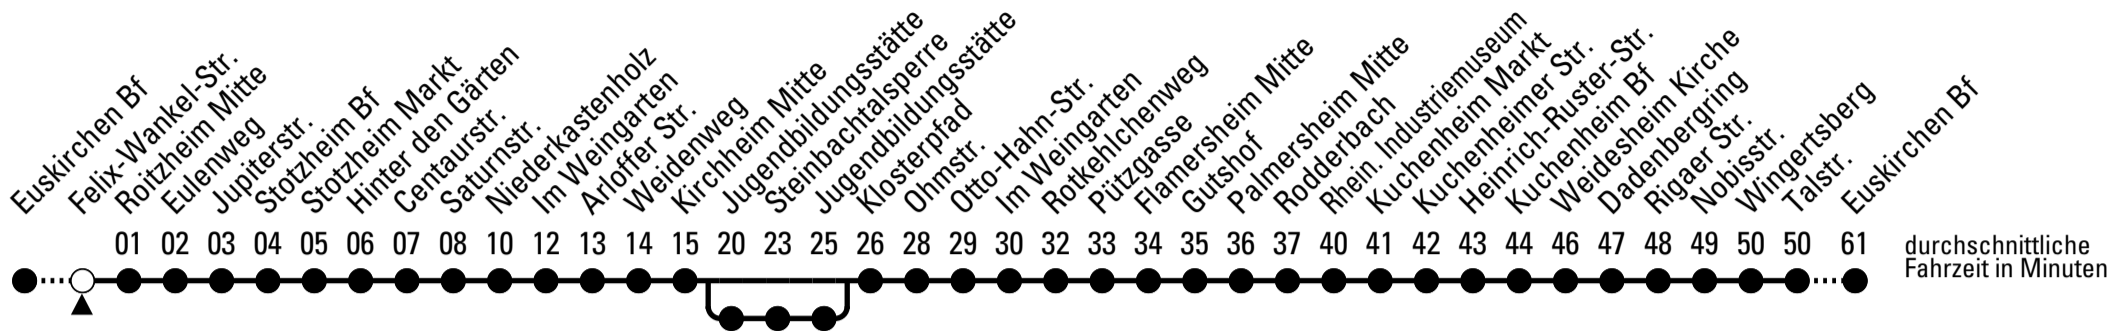 Euskirchen Bf
Felix-Wankel-Str.
Roitzheim Mitte
Eulenweg
Jupiterstr.
Stotzheim Bf
Stotzheim Markt
Hinter den Gärten
Centaurstr.
Saturnstr.
Niederkastenholz
Im Weingarten
Arloffer Str.
Weidenweg
Kirchheim Mitte
Jugendbildungsstätte
Steinbachtalsperre
Jugendbildungsstätte
Klosterpfad
Ohmstr.
Otto-Hahn-Str.
Im Weingarten
Rotkehlchenweg
Pützgasse
Flamersheim Mitte
Gutshof
Palmersheim Mitte
Rodderbach
Rhein. Industriemuseum
Kuchenheim Markt
Kuchenheimer Str.
Heinrich-Ruster-Str.
Kuchenheim Bf
Weidesheim Kirche
Dadenbergring
Rigaer Str.
Nobisstr.
Wingertsberg
Talstr.
Euskirchen Bf
01 02 03 04 05 06 07 08 10 12 13 14 15 20 23 25 26 28 29 30 32 33 34 35 36 37 40 41 42 43 44 46 47 48 49 50 50 61
durchschnittliche
Fahrzeit in Minuten